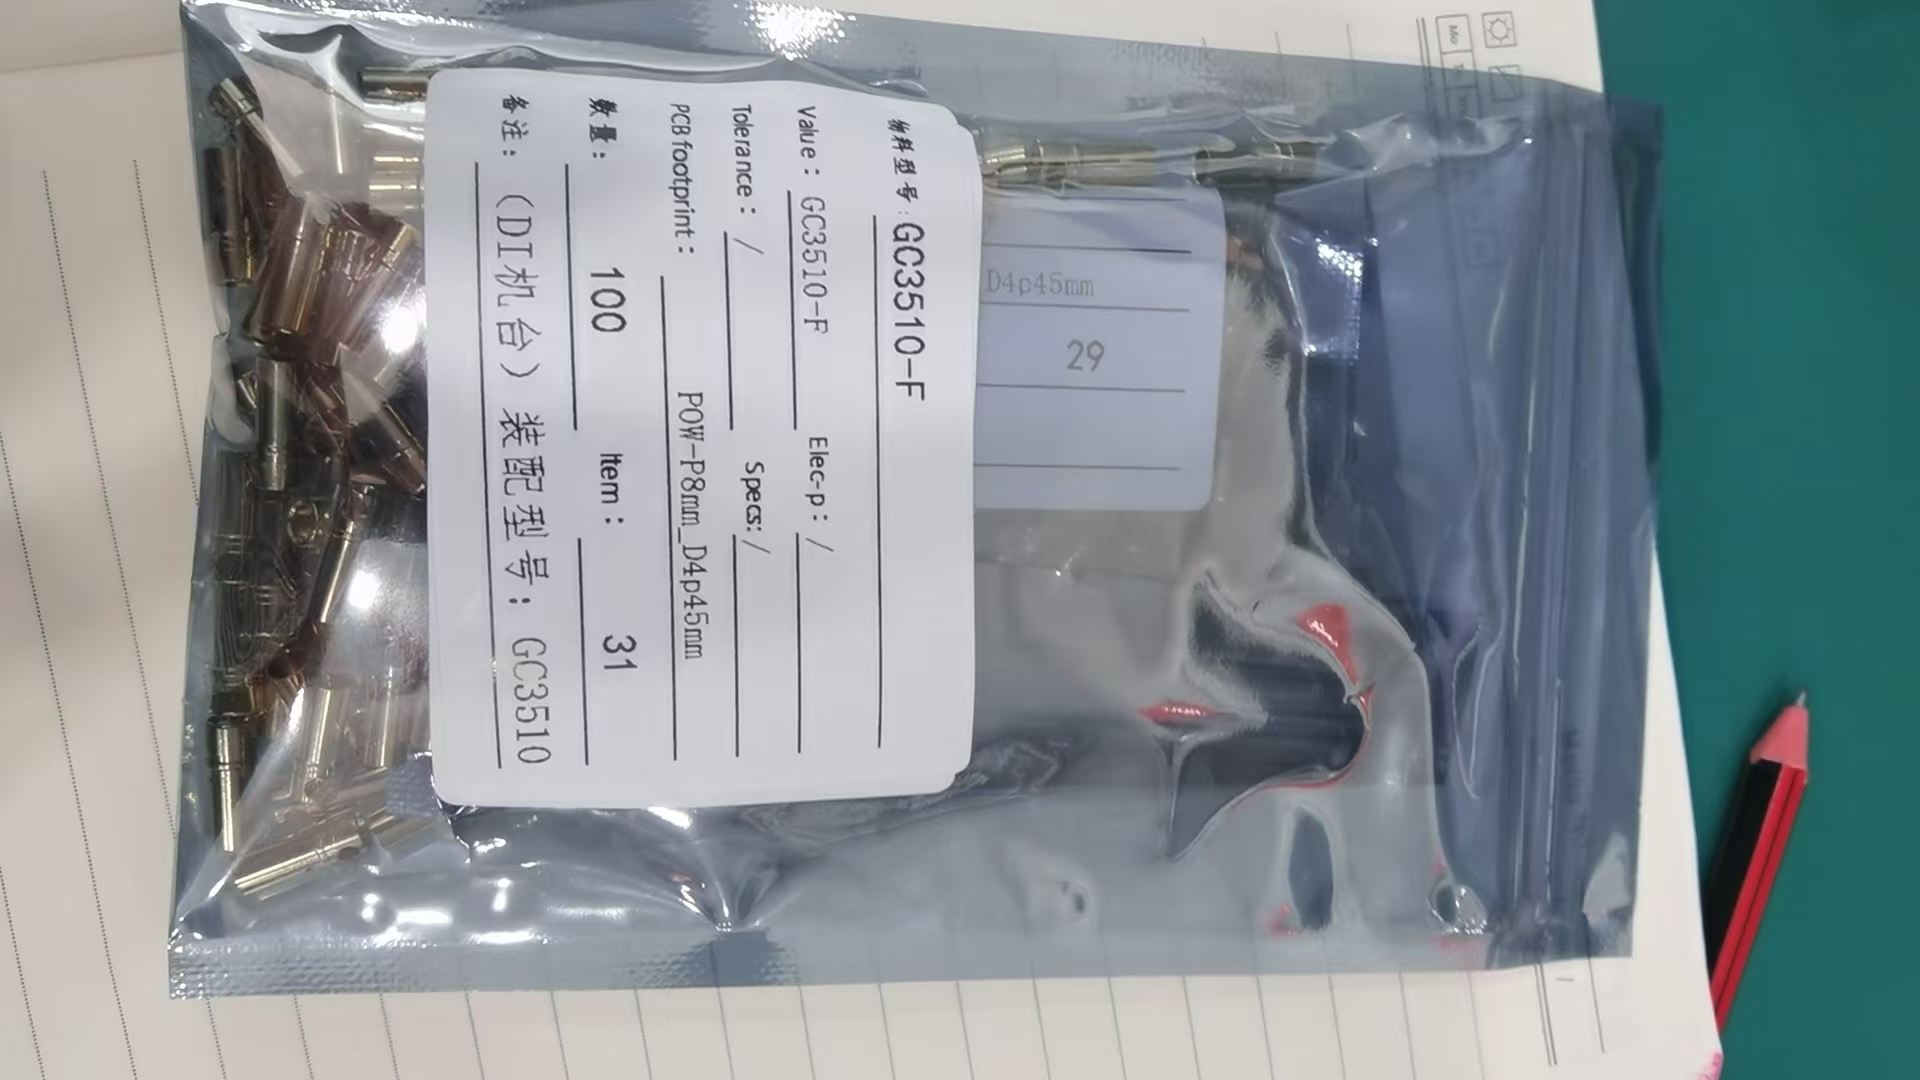 物料型号:GC3510-F
Value: GC3510-F Elec-p: /
Tolerance: / Specs: /
PCB footprint: POW-P8mm_D4p45mm
数量: 100 Item: 31
备注: (DI机台) 装配型号: GC3510
D4p45mm
29
Mo